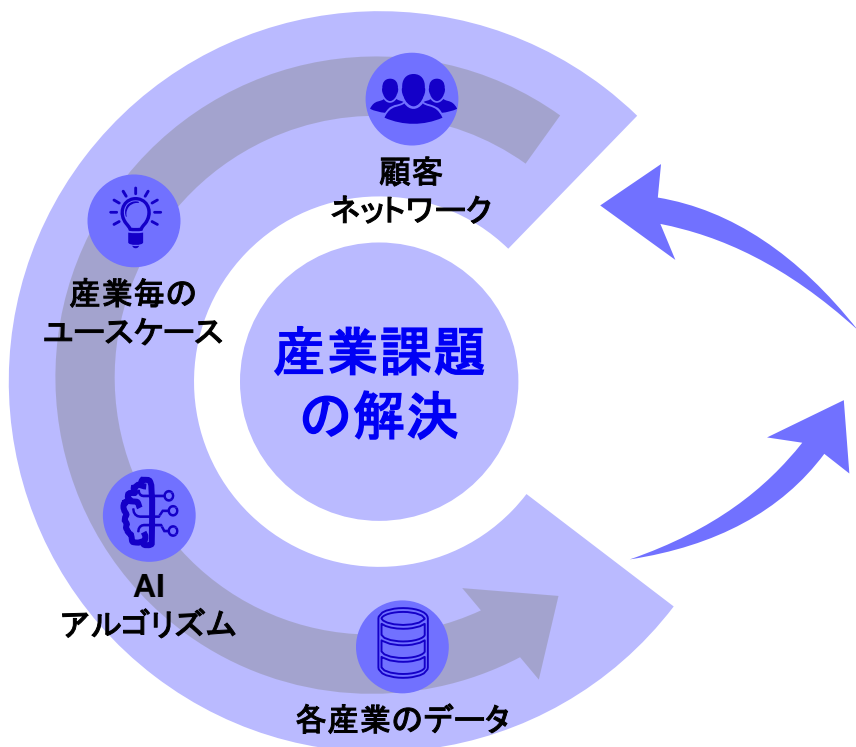 顧客
ネットワーク
産業毎の
ユースケース
産業課題
の解決
AI
アルゴリズム
各産業のデータ